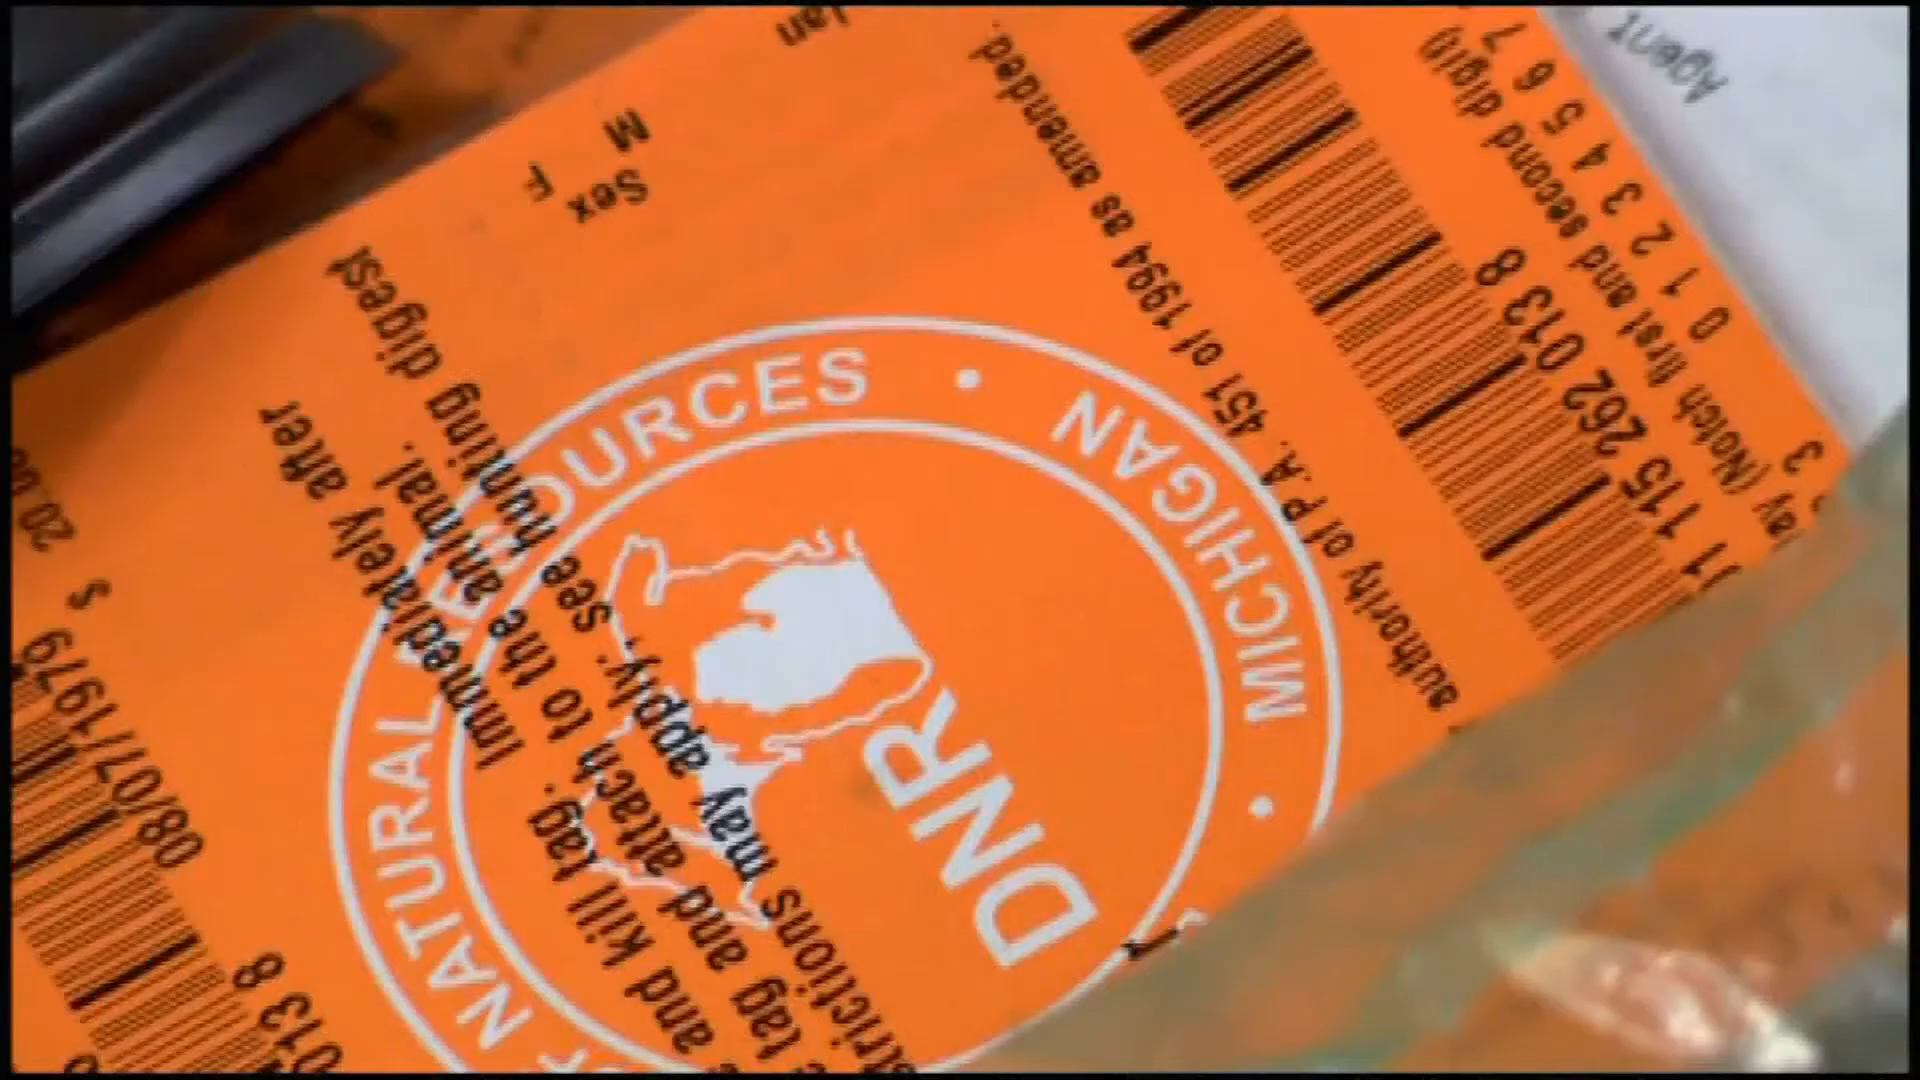 Agent
Jan
M
Sex F
0 1 2 3 4 5 6 7
(Notch first and second digit)
3
115 262 013 8
authority of P.A. 451 of 1994 as amended.
NATURAL RESOURCES • MICHIGAN •
DNR
and kill tag. Immediately after
tag and attach to the animal.
may apply, see hunting digest
08/07/1979 $
013 8